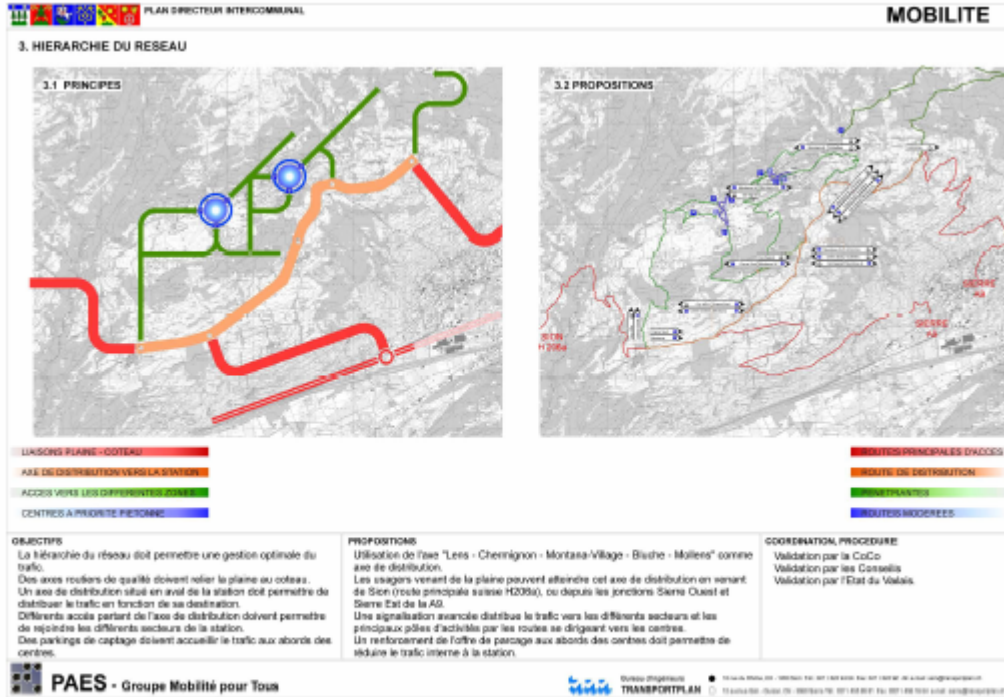 PLAN DIRECTEUR INTERCOMMUNAL
MOBILITE
3. HIERARCHIE DU RESEAU
3.1 PRINCIPES
3.2 PROPOSITIONS
SION
H206a
SIERRE
A9
SIERRE
A9
LIAISONS PLAINE - COTEAU
AXE DE DISTRIBUTION VERS LA STATION
ACCES VERS LES DIFFERENTES ZONES
CENTRES A PRIORITE PIETONNE
ROUTES PRINCIPALES D'ACCES
ROUTE DE DISTRIBUTION
PENETRANTES
ROUTES MODEREES
OBJECTIFS
La hiérarchie du réseau doit permettre une gestion optimale du
trafic.
Des axes routiers de qualité doivent relier la plaine au coteau.
Un axe de distribution situé en aval de la station doit permettre de
distribuer le trafic en fonction de sa destination.
Différents accès partant de l'axe de distribution doivent permettre
de rejoindre les différents secteurs de la station.
Des parkings de captage doivent accueillir le trafic aux abords des
centres.
PROPOSITIONS
Utilisation de l'axe "Lens - Chermignon - Montana-Village - Bluche - Mollens" comme
axe de distribution.
Les usagers venant de la plaine peuvent atteindre cet axe de distribution en venant
de Sion (route principale suisse H206a), ou depuis les jonctions Sierre Ouest et
Sierre Est de la A9.
Une signalisation avancée distribue le trafic vers les différents secteurs et les
principaux pôles d'activités par les routes se dirigeant vers les centres.
Un renforcement de l'offre de parcage aux abords des centres doit permettre de
réduire le trafic interne à la station.
COORDINATION, PROCEDURE
Validation par la CoCo
Validation par les Conseils
Validation par l'Etat du Valais.
PAES - Groupe Mobilité pour Tous
Bureau d'ingénieurs
TRANSPORTPLAN